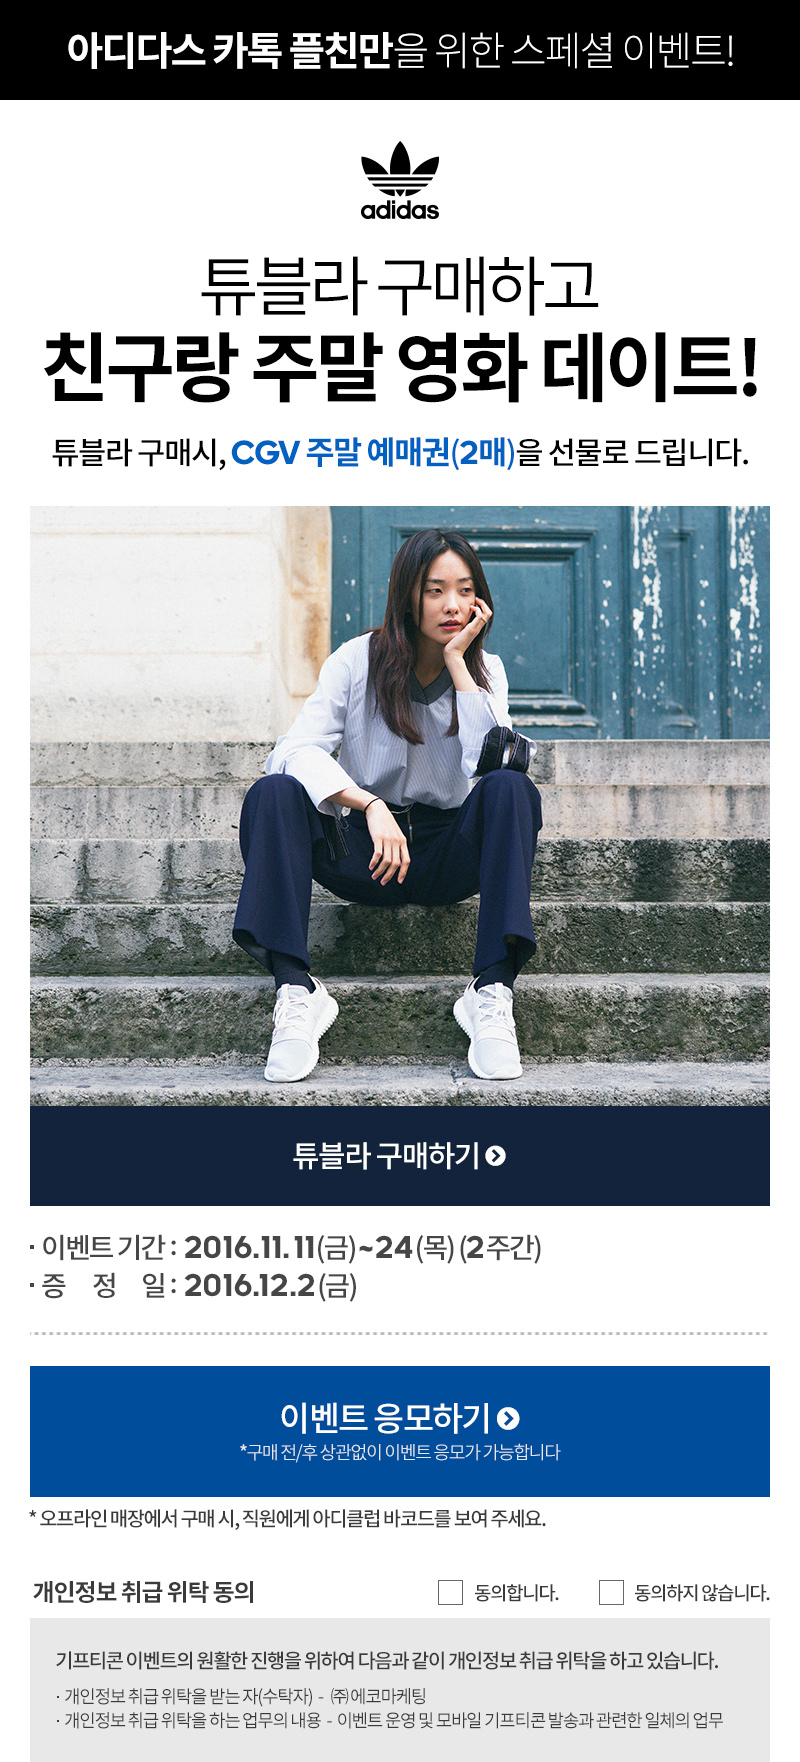 아디다스 카톡 플친만을 위한 스페셜 이벤트!
adidas
튜블라 구매하고
친구랑 주말 영화 데이트!
튜블라 구매시, CGV 주말 예매권(2매)을 선물로 드립니다.
튜블라 구매하기
· 이벤트 기간 : 2016.11.11(금)~24(목) (2주간)
· 증 정 일 : 2016.12.2(금)
이벤트 응모하기
*구매 전/후 상관없이 이벤트 응모가 가능합니다
* 오프라인 매장에서 구매 시, 직원에게 아디클럽 바코드를 보여 주세요.
개인정보 취급 위탁 동의 동의합니다. 동의하지 않습니다.
기프티콘 이벤트의 원활한 진행을 위하여 다음과 같이 개인정보 취급 위탁을 하고 있습니다.
· 개인정보 취급 위탁을 받는 자(수탁자) - ㈜에코마케팅
· 개인정보 취급 위탁을 하는 업무의 내용 - 이벤트 운영 및 모바일 기프티콘 발송과 관련한 일체의 업무